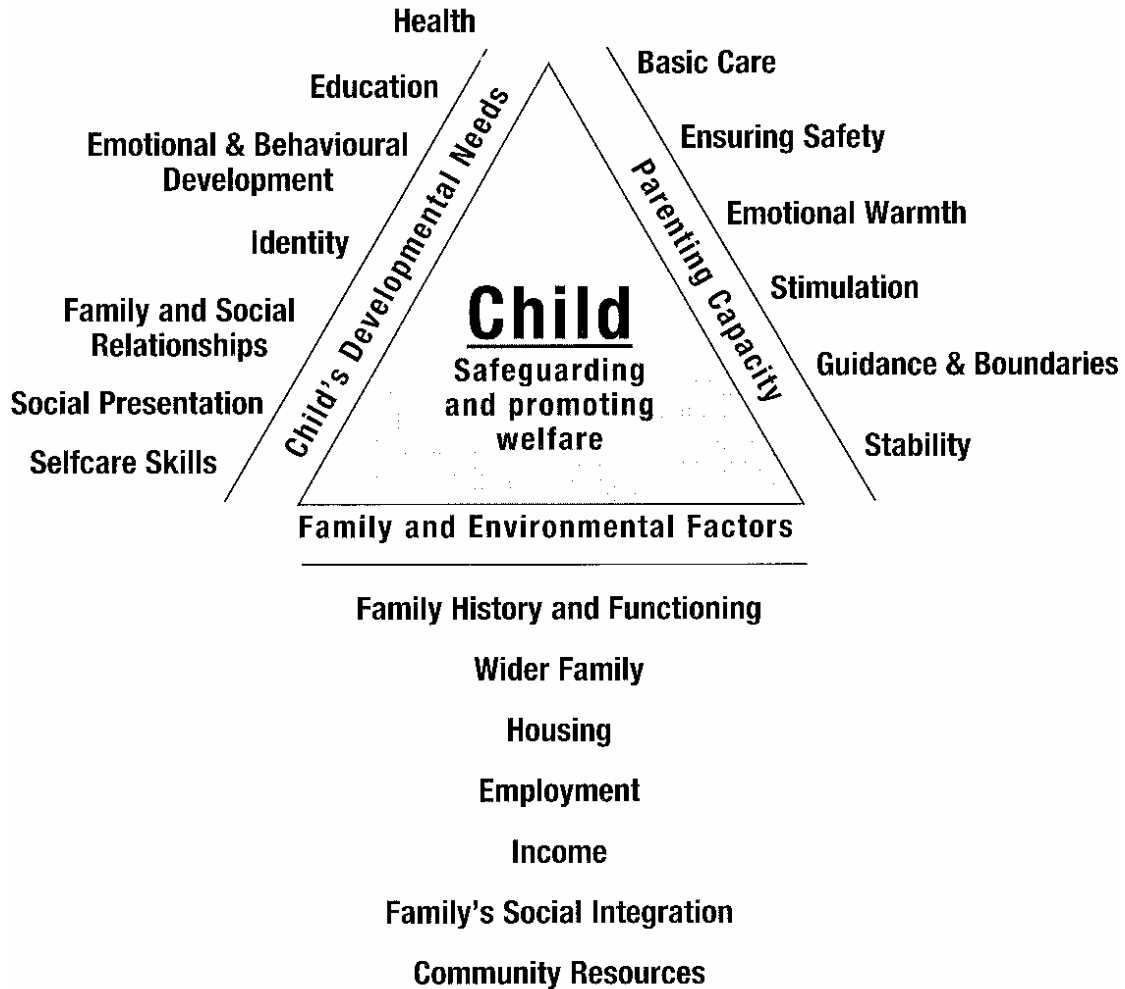 Health
Education
Emotional & Behavioural
Development
Identity
Family and Social
Relationships
Social Presentation
Selfcare Skills
Child's Developmental Needs
Basic Care
Ensuring Safety
Emotional Warmth
Stimulation
Guidance & Boundaries
Stability
Parenting Capacity
Child
Safeguarding
and promoting
welfare
Family and Environmental Factors
Family History and Functioning
Wider Family
Housing
Employment
Income
Family's Social Integration
Community Resources